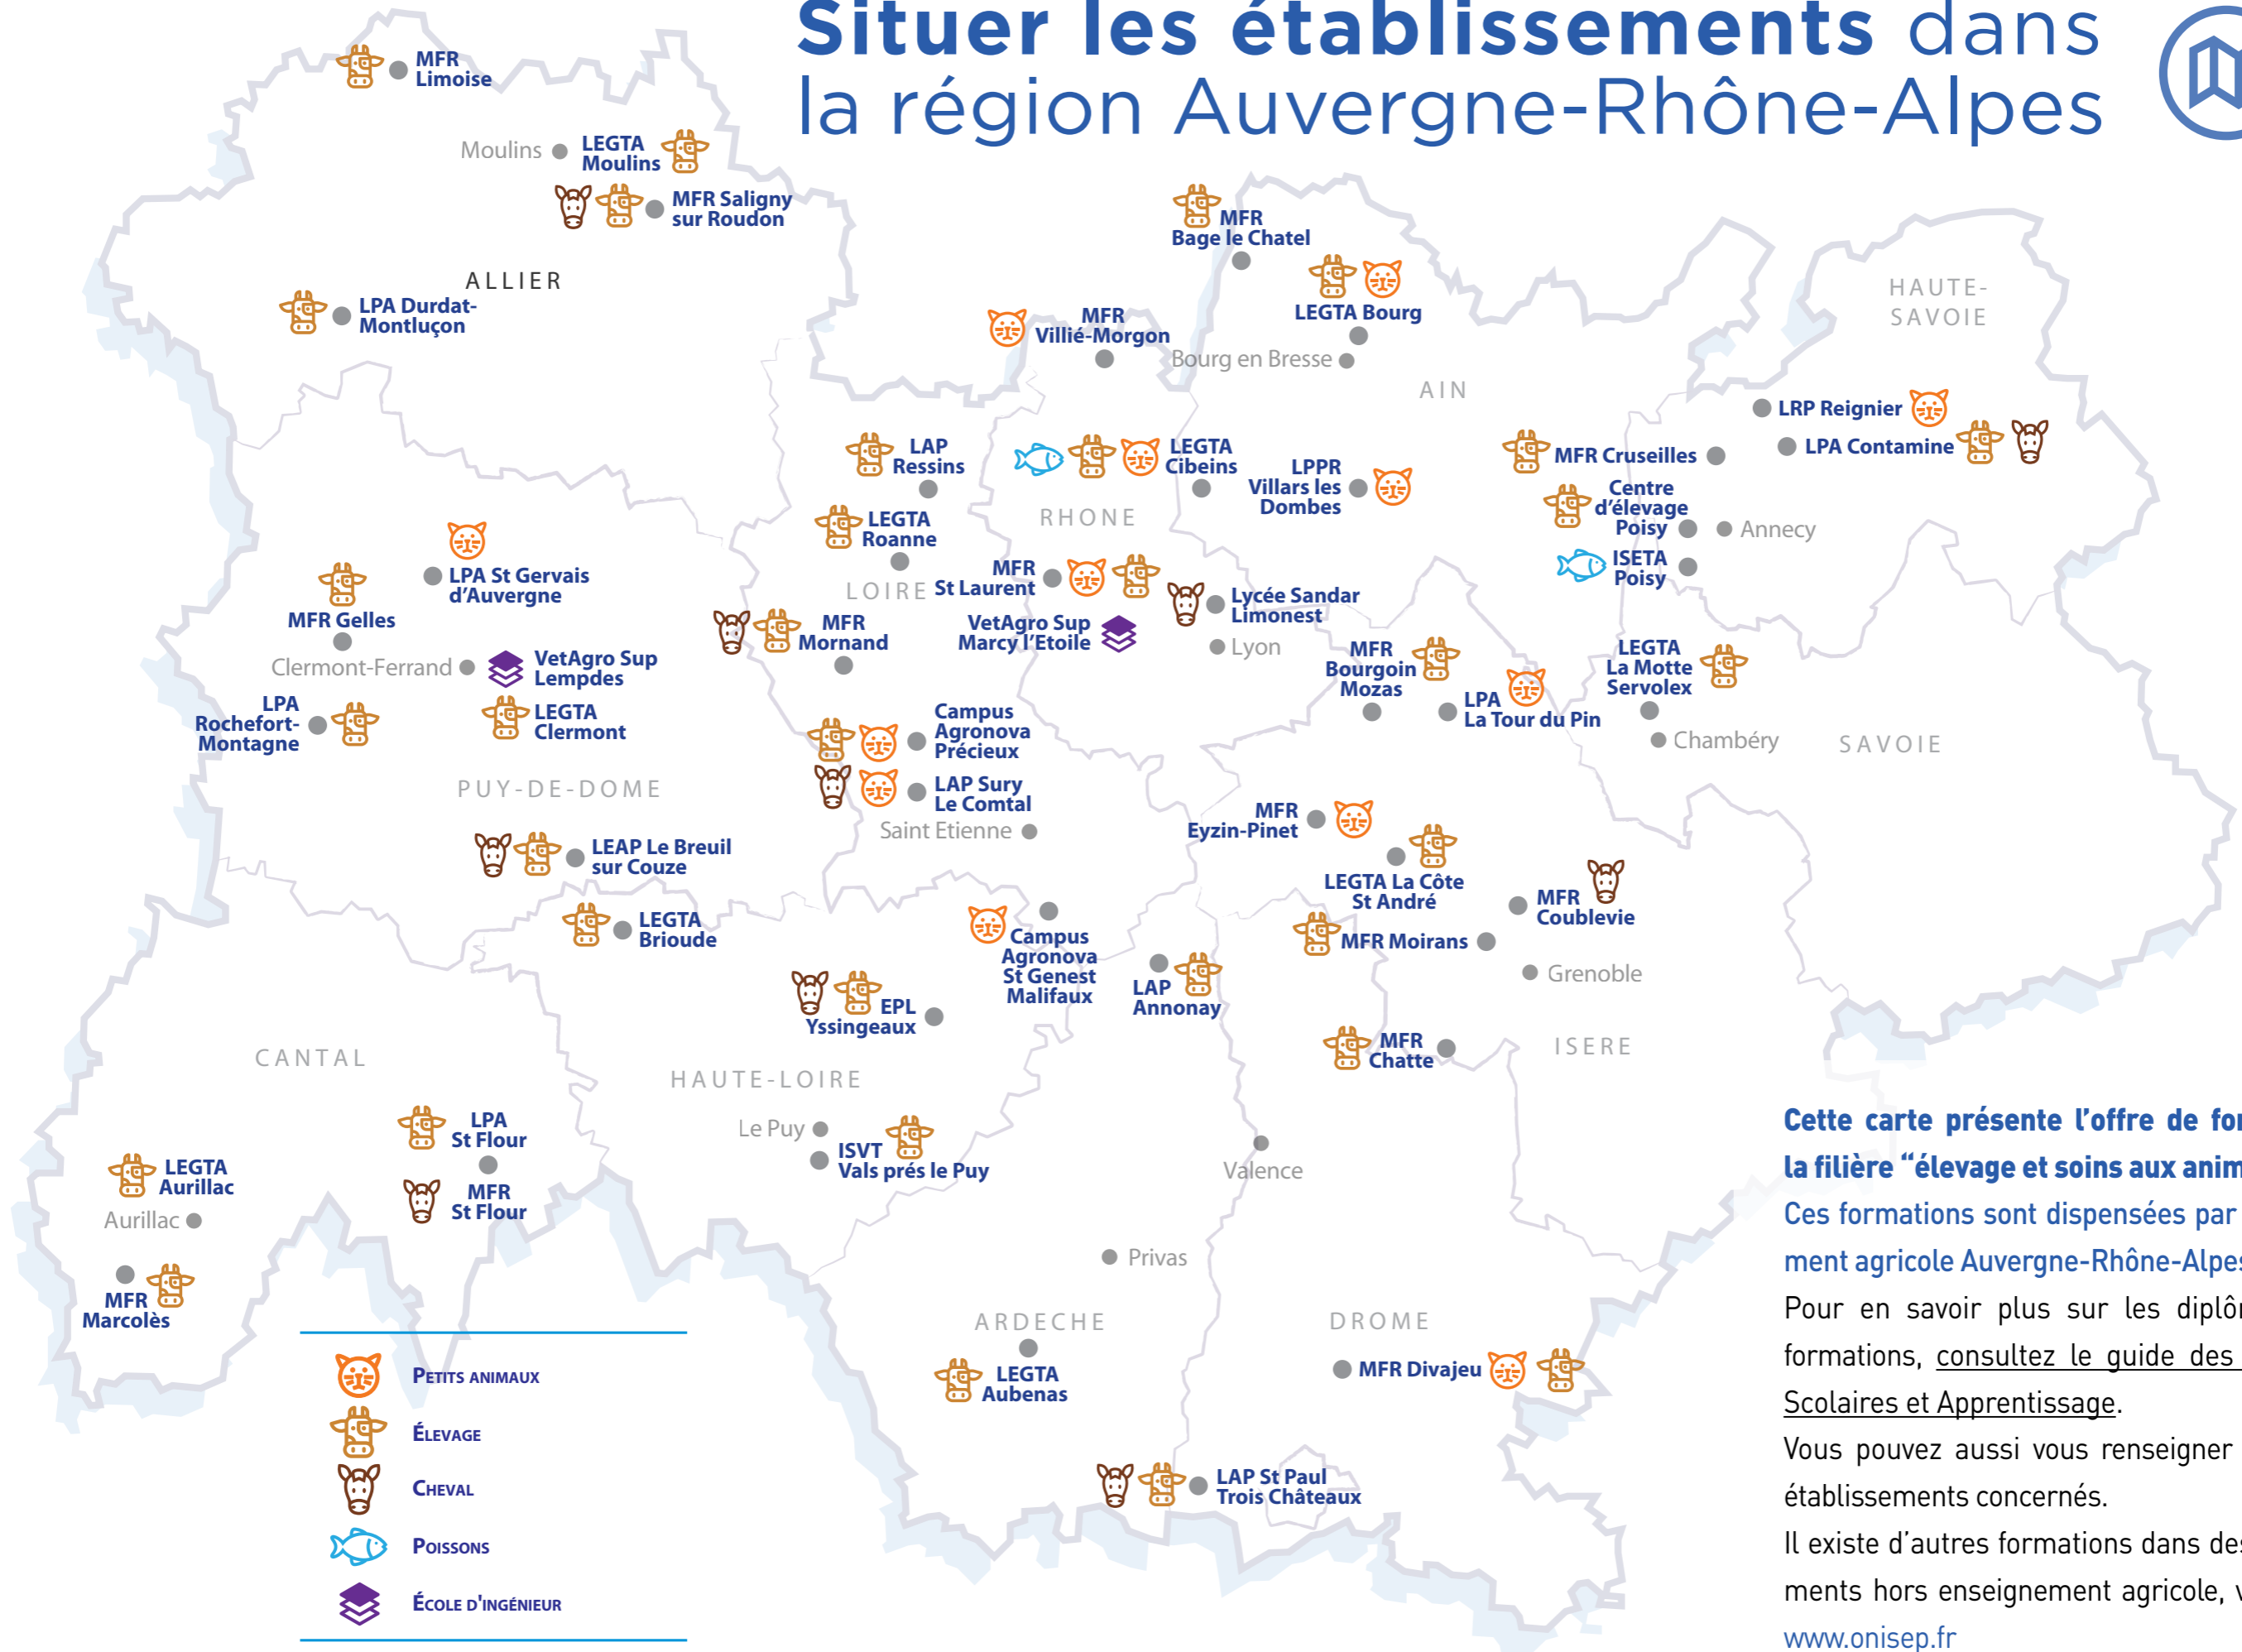 Situer les établissements dans
la région Auvergne-Rhône-Alpes
MFR
Limoise
Moulins
LEGTA
Moulins
MFR Saligny
sur Roudon
ALLIER
LPA Durdat-
Montluçon
MFR
Bage le Chatel
LEGTA Bourg
Bourg en Bresse
MFR
Villié-Morgon
AIN
HAUTE-
SAVOIE
LRP Reignier
LPA Contamine
MFR Cruseilles
Centre
d’élevage
Poisy
Annecy
ISETA
Poisy
LAP
Ressins
LEGTA
Roanne
LOIRE
LEGTA
Cibeins
LPPR
Villars les
Dombes
RHONE
MFR
St Laurent
VetAgro Sup
Marcy l’Etoile
Lycée Sandar
Limonest
Lyon
LPA St Gervais
d’Auvergne
MFR Gelles
Clermont-Ferrand
VetAgro Sup
Lempdes
LPA
Rochefort-
Montagne
LEGTA
Clermont
PUY-DE-DOME
MFR
Mornand
Campus
Agronova
Précieux
LAP Sury
Le Comtal
Saint Etienne
MFR
Bourgoin
Mozas
LPA
La Tour du Pin
LEGTA
La Motte
Servolex
Chambéry
SAVOIE
MFR
Eyzin-Pinet
LEGTA La Côte
St André
MFR
Coublevie
MFR Moirans
Grenoble
LEAP Le Breuil
sur Couze
LEGTA
Brioude
Campus
Agronova
St Genest
Malifaux
LAP
Annonay
EPL
Yssingeaux
MFR
Chatte
ISERE
CANTAL
HAUTE-LOIRE
Le Puy
ISVT
Vals prés le Puy
LPA
St Flour
MFR
St Flour
LEGTA
Aurillac
Aurillac
MFR
Marcolès
Valence
Privas
ARDECHE
LEGTA
Aubenas
DROME
MFR Divajeu
LAP St Paul
Trois Châteaux
PETITS ANIMAUX
ÉLEVAGE
CHEVAL
POISSONS
ÉCOLE D'INGÉNIEUR
Cette carte présente l’offre de for
la filière “élevage et soins aux anim
Ces formations sont dispensées par
ment agricole Auvergne-Rhône-Alpes
Pour en savoir plus sur les diplôm
formations, consultez le guide des
Scolaires et Apprentissage.
Vous pouvez aussi vous renseigner
établissements concernés.
Il existe d’autres formations dans des
ments hors enseignement agricole, v
www.onisep.fr